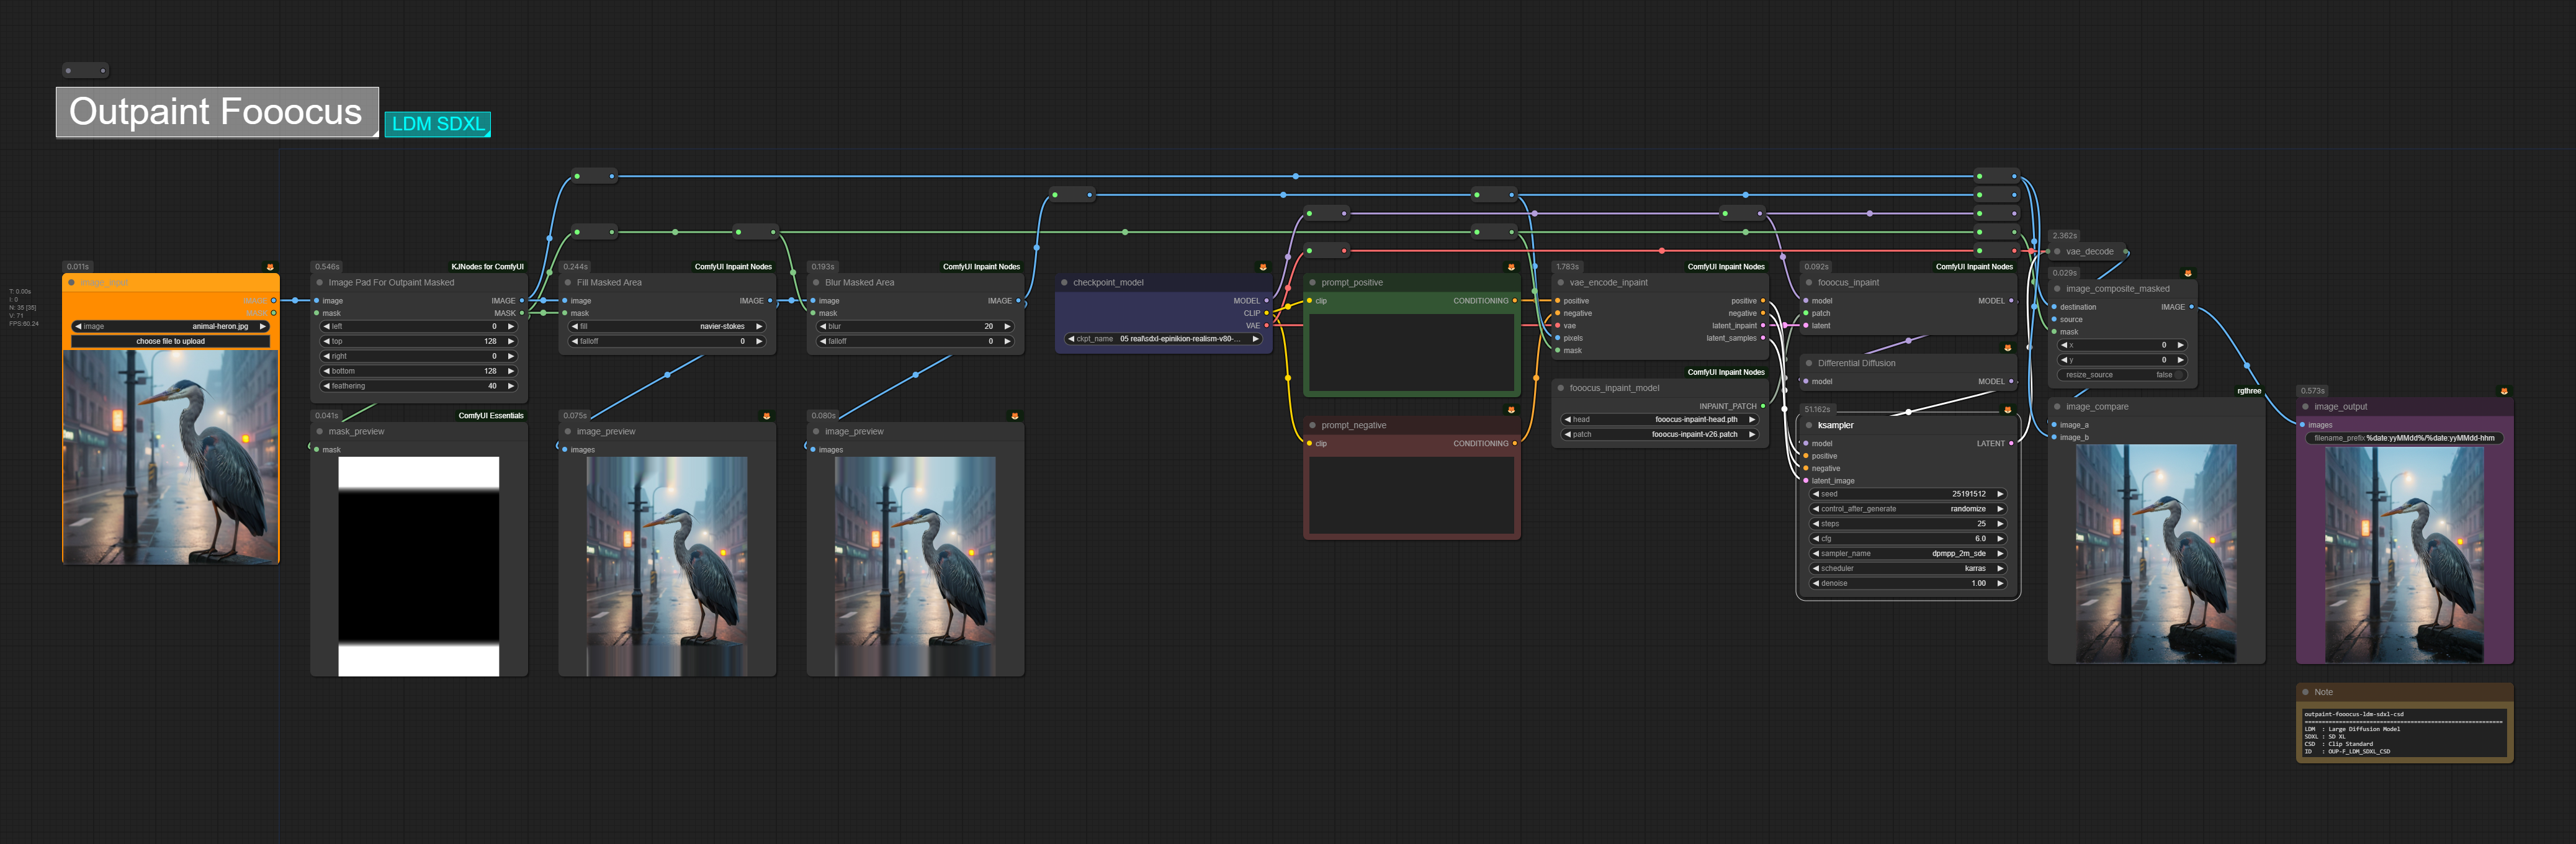 Outpaint Fooocus
LDM SDXL
T: 0.00s
I: 0
N: 35 [35]
V: 71
FPS:60.24
0.011s
image_input
IMAGE
MASK
image animal-heron.jpg
choose file to upload
0.546s
KJNodes for ComfyUI
Image Pad For Outpaint Masked
image IMAGE
mask MASK
left 0
top 128
right 0
bottom 128
feathering 40
0.041s
ComfyUI Essentials
mask_preview
mask
0.244s
ComfyUI Inpaint Nodes
Fill Masked Area
image IMAGE
mask
fill navier-stokes
falloff 0
0.075s
image_preview
images
0.193s
ComfyUI Inpaint Nodes
Blur Masked Area
image IMAGE
mask
blur 20
falloff 0
0.080s
image_preview
images
checkpoint_model
MODEL
CLIP
VAE
ckpt_name 05 real\sdxl-epinikion-realism-v80-...
prompt_positive
clip CONDITIONING
prompt_negative
clip CONDITIONING
1.783s
ComfyUI Inpaint Nodes
vae_encode_inpaint
positive positive
negative negative
vae latent_inpaint
pixels latent_samples
mask
ComfyUI Inpaint Nodes
fooocus_inpaint_model
INPAINT_PATCH
head fooocus-inpaint-head.pth
patch fooocus-inpaint-v26.patch
0.092s
ComfyUI Inpaint Nodes
fooocus_inpaint
model MODEL
patch
latent
Differential Diffusion
model MODEL
51.162s
ksampler
model LATENT
positive
negative
latent_image
seed 25191512
control_after_generate randomize
steps 25
cfg 6.0
sampler_name dpmpp_2m_sde
scheduler karras
denoise 1.00
2.362s
vae_decode
0.029s
image_composite_masked
destination IMAGE
source
mask
x 0
y 0
resize_source false
rgthree
image_compare
image_a
image_b
0.573s
image_output
images
filename_prefix %date:yyMMdd%/%date:yyMMdd-hhm
Note
outpaint-fooocus-ldm-sdxl-csd
LDM : Large Diffusion Model
SDXL : SD XL
CSD : Clip Standard
ID : OUP-F_LDM_SDXL_CSD